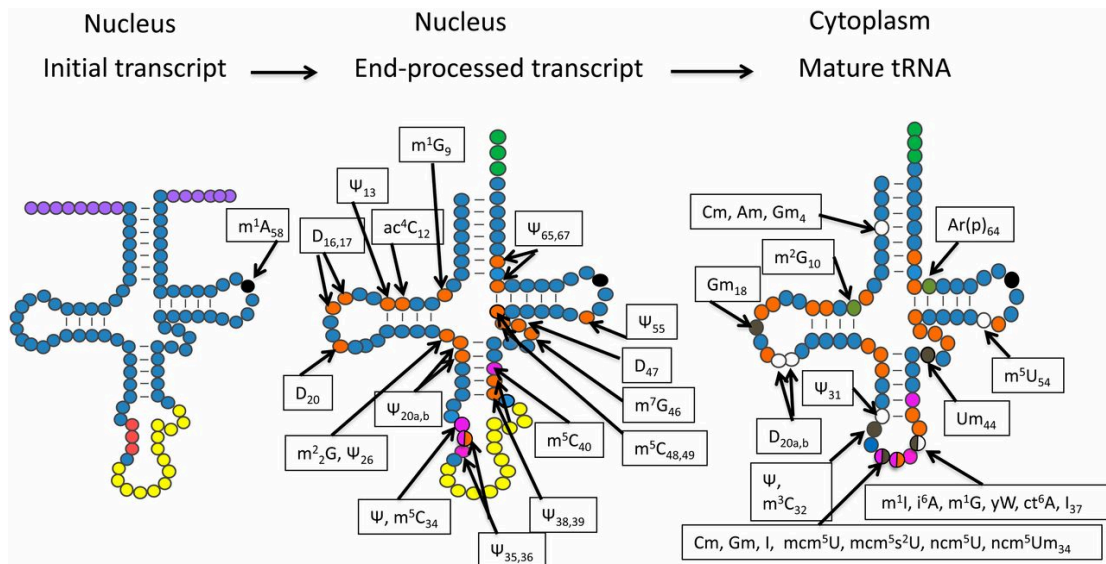 Nucleus
Nucleus
Cytoplasm
Initial transcript
End-processed transcript
Mature tRNA
m¹A₅₈
m¹G₉
Ψ₁₃
ac⁴C₁₂
D₁₆,₁₇
Ψ₆₅,₆₇
Ψ₅₅
D₄₇
m⁷G₄₆
m⁵C₄₈,₄₉
m⁵C₄₀
Ψ₃₈,₃₉
Ψ₃₅,₃₆
Ψ, m⁵C₃₄
m²₂G, Ψ₂₆
Ψ₂₀ₐ,b
D₂₀
Cm, Am, Gm₄
Ar(p)₆₄
m²G₁₀
Gm₁₈
m⁵U₅₄
Um₄₄
Ψ₃₁
D₂₀ₐ,b
Ψ,
m³C₃₂
m¹I, i⁶A, m¹G, yW, ct⁶A, I₃₇
Cm, Gm, I, mcm⁵U, mcm⁵s²U, ncm⁵U, ncm⁵Um₃₄